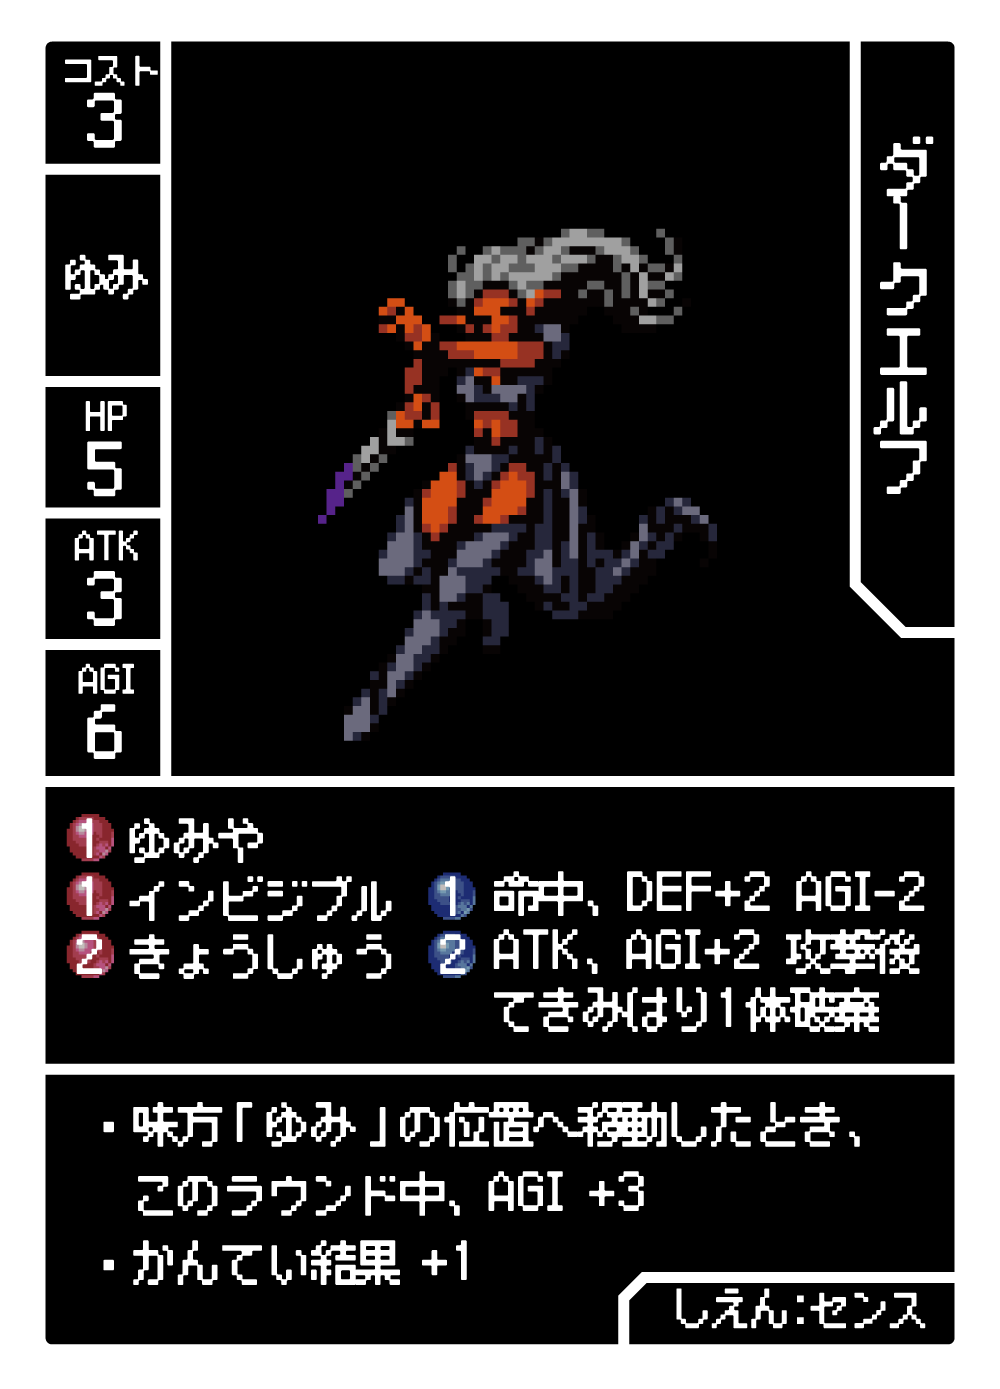 コスト
3
ゆみ
HP
5
ATK
3
AGI
6
ダークエルフ
1 ゆみや
1 インビジブル 1 命中、DEF+2 AGI-2
2 きょうしゅう 2 ATK、AGI+2 攻撃後
てきみ(はり)1体破棄
・味方「ゆみ」の位置へ移動したとき、
このラウンド中、AGI +3
・かんてい結果 +1
しえん:センス